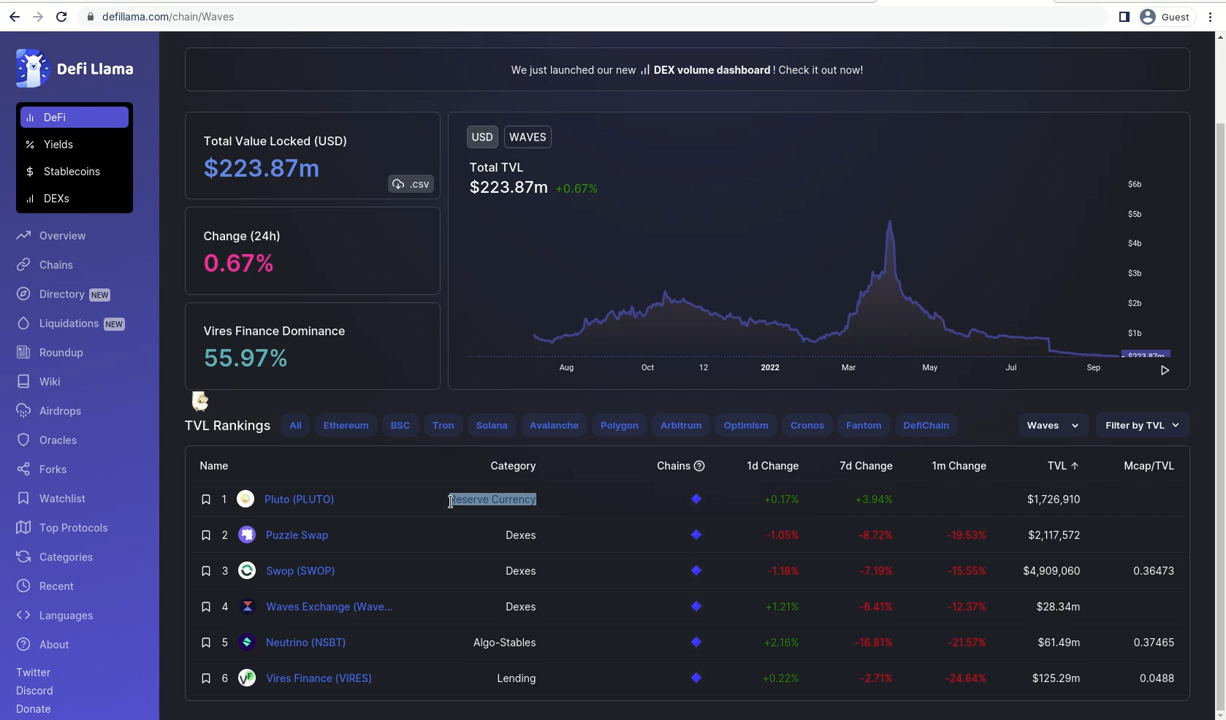 defillama.com/chain/Waves
Guest
Defi Llama
DeFi
Yields
Stablecoins
DEXs
Overview
Chains
Directory NEW
Liquidations NEW
Roundup
Wiki
Airdrops
Oracles
Forks
Watchlist
Top Protocols
Categories
Recent
Languages
About
Twitter
Discord
Donate
We just launched our new DEX volume dashboard ! Check it out now!
Total Value Locked (USD)
$223.87m
.csv
Change (24h)
0.67%
Vires Finance Dominance
55.97%
USD WAVES
Total TVL
$223.87m +0.67%
$6b
$5b
$4b
$3b
$2b
$1b
$223.87m
Aug Oct 12 2022 Mar May Jul Sep
TVL Rankings All Ethereum BSC Tron Solana Avalanche Polygon Arbitrum Optimism Cronos Fantom DefiChain Waves Filter by TVL
Name Category Chains 1d Change 7d Change 1m Change TVL Mcap/TVL
1 Pluto (PLUTO) Reserve Currency +0.17% +3.94% $1,726,910
2 Puzzle Swap Dexes -1.05% -8.72% -19.53% $2,117,572
3 Swop (SWOP) Dexes -1.18% -7.19% -15.55% $4,909,060 0.36473
4 Waves Exchange (Wave... Dexes +1.21% -6.41% -12.37% $28.34m
5 Neutrino (NSBT) Algo-Stables +2.16% -16.81% -21.57% $61.49m 0.37465
6 Vires Finance (VIRES) Lending +0.22% -2.71% -24.64% $125.29m 0.0488